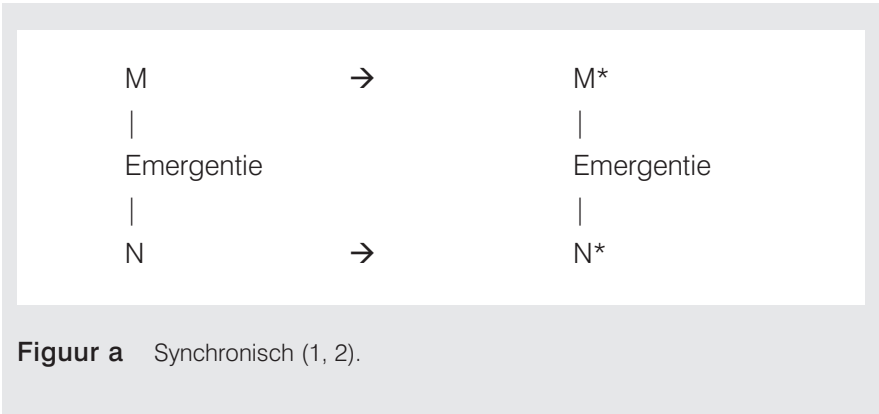 M → M*
| |
Emergentie Emergentie
| |
N → N*
Figuur a Synchronisch (1, 2).